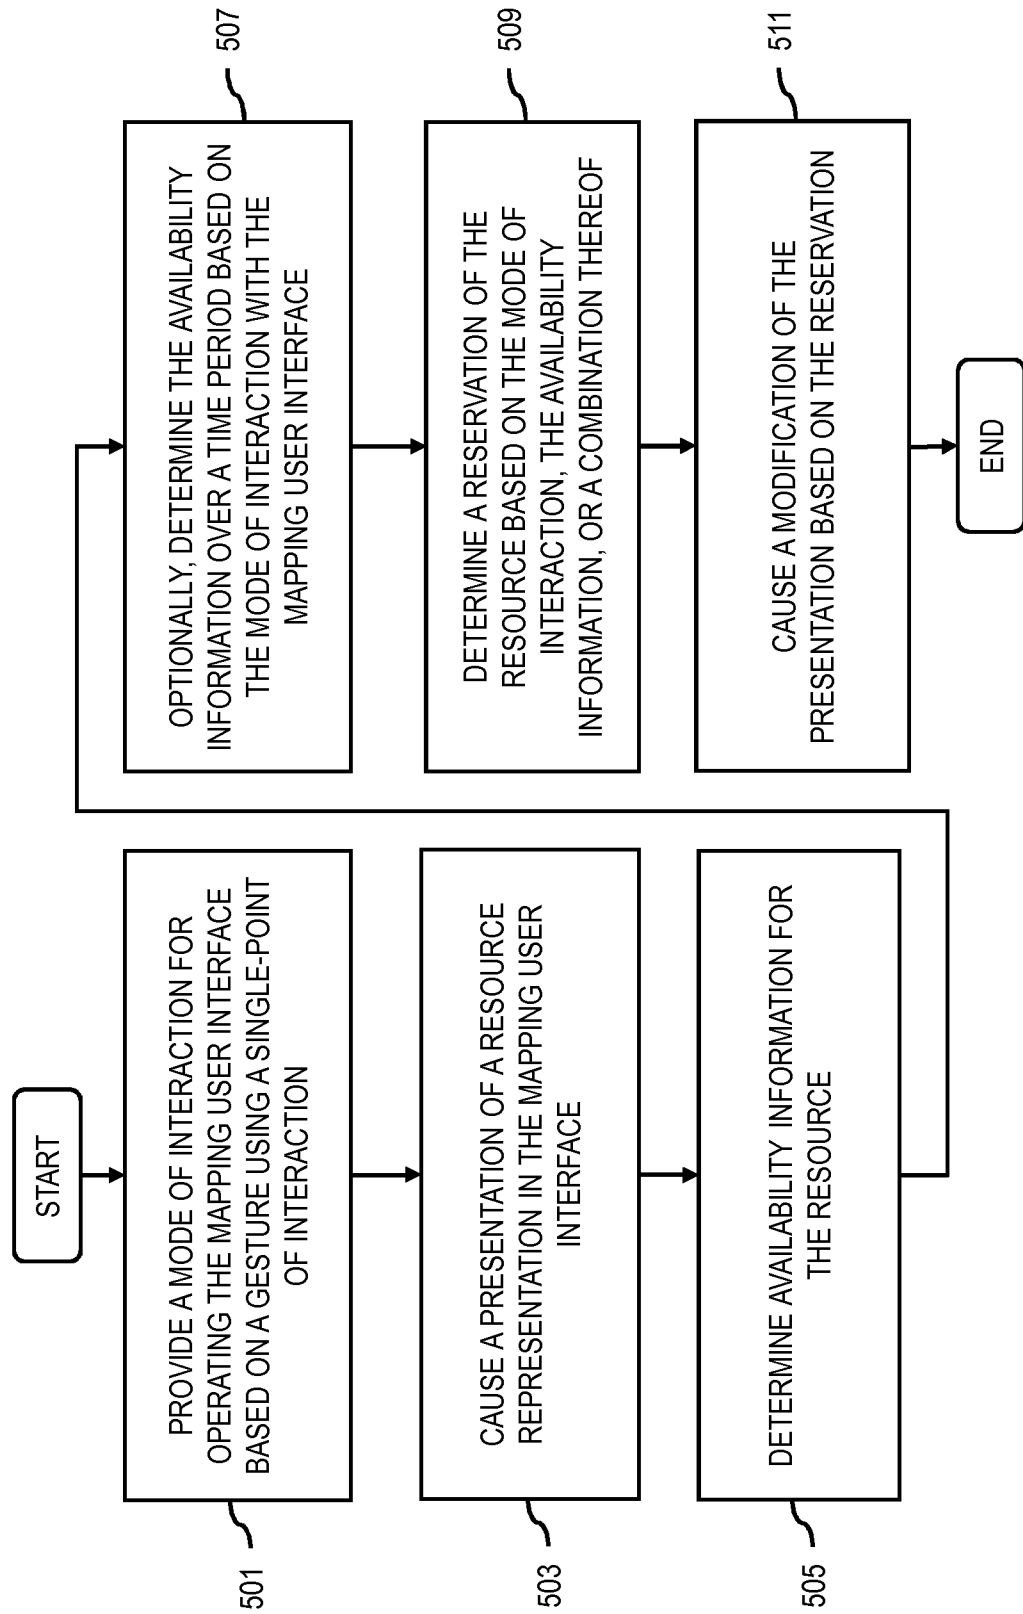 START
PROVIDE A MODE OF INTERACTION FOR
OPERATING THE MAPPING USER INTERFACE
BASED ON A GESTURE USING A SINGLE-POINT
OF INTERACTION
501
CAUSE A PRESENTATION OF A RESOURCE
REPRESENTATION IN THE MAPPING USER
INTERFACE
503
DETERMINE AVAILABILITY INFORMATION FOR
THE RESOURCE
505
OPTIONALLY, DETERMINE THE AVAILABILITY
INFORMATION OVER A TIME PERIOD BASED ON
THE MODE OF INTERACTION WITH THE
MAPPING USER INTERFACE
507
DETERMINE A RESERVATION OF THE
RESOURCE BASED ON THE MODE OF
INTERACTION, THE AVAILABILITY
INFORMATION, OR A COMBINATION THEREOF
509
CAUSE A MODIFICATION OF THE
PRESENTATION BASED ON THE RESERVATION
511
END